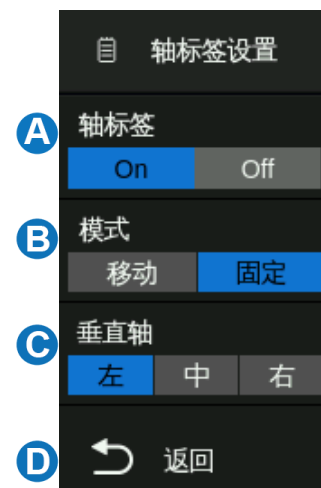 轴标签设置
A 轴标签
On Off
B 模式
移动 固定
C 垂直轴
左 中 右
D 返回